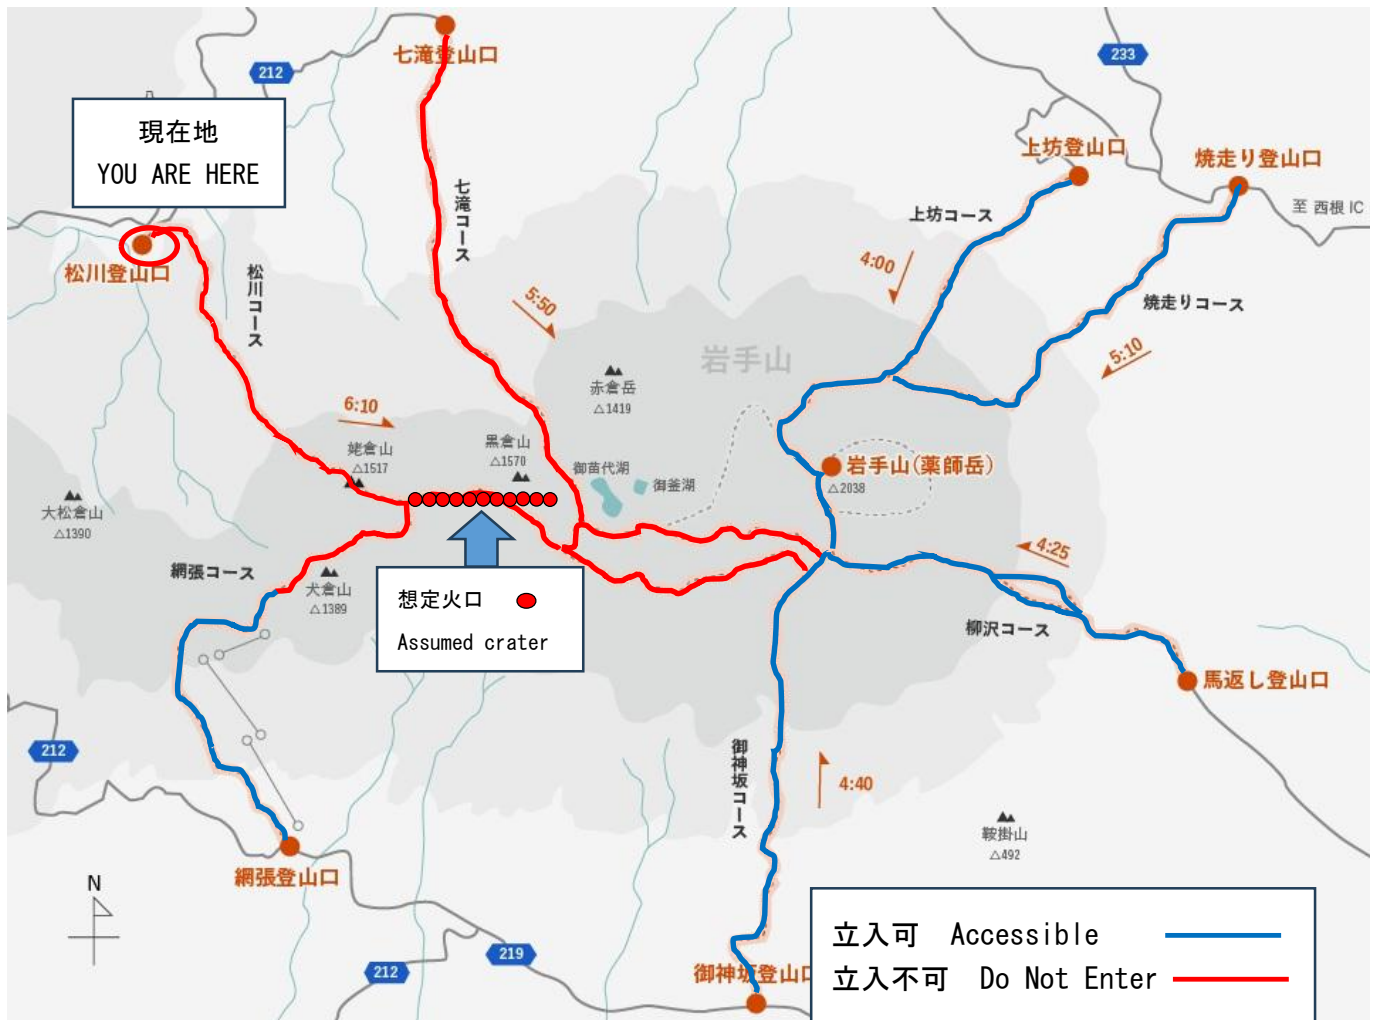 七滝登山口
212
233
現在地
YOU ARE HERE
上坊登山口
焼走り登山口
至 西根 IC
七滝コース
上坊コース
松川登山口
松川コース
4:00
5:50
焼走りコース
5:10
岩手山
赤倉岳
△1419
6:10
姥倉山
△1517
黒倉山
△1570
御苗代湖
御釜湖
岩手山(薬師岳)
△2038
大松倉山
△1390
4:25
網張コース
犬倉山
△1389
想定火口
Assumed crater
柳沢コース
馬返し登山口
212
御神坂コース
4:40
鞍掛山
△492
網張登山口
N
立入可 Accessible
立入不可 Do Not Enter
219
212
御神坂登山口